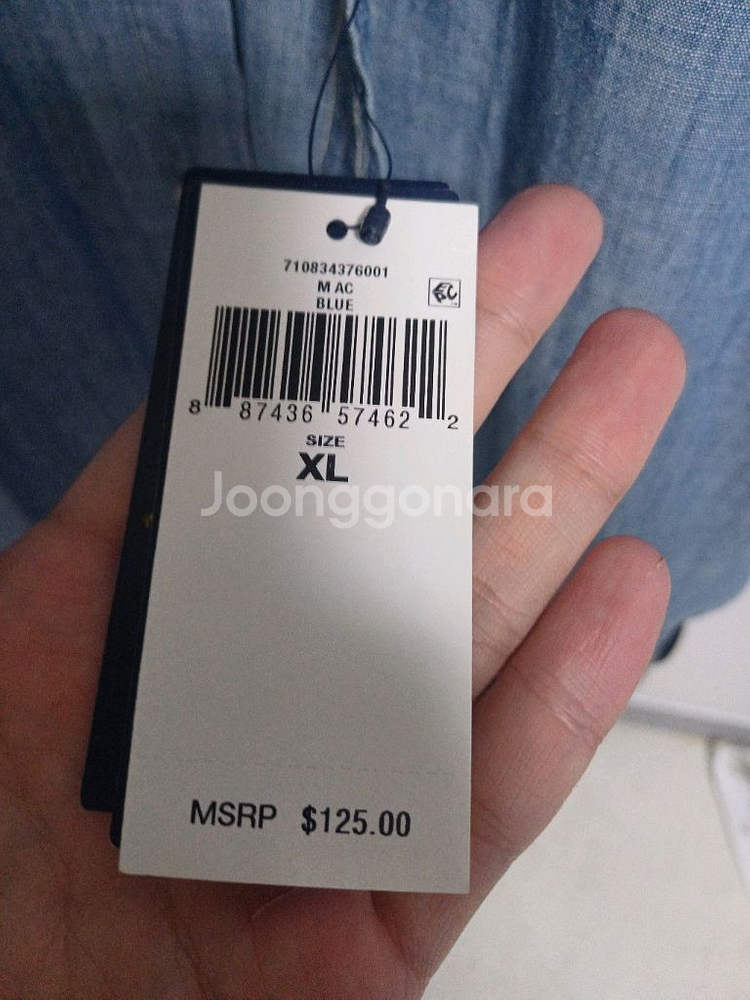 710834376001
M AC
BLUE
8 87436 57462 2
SIZE
XL
Joonggonara
MSRP $125.00